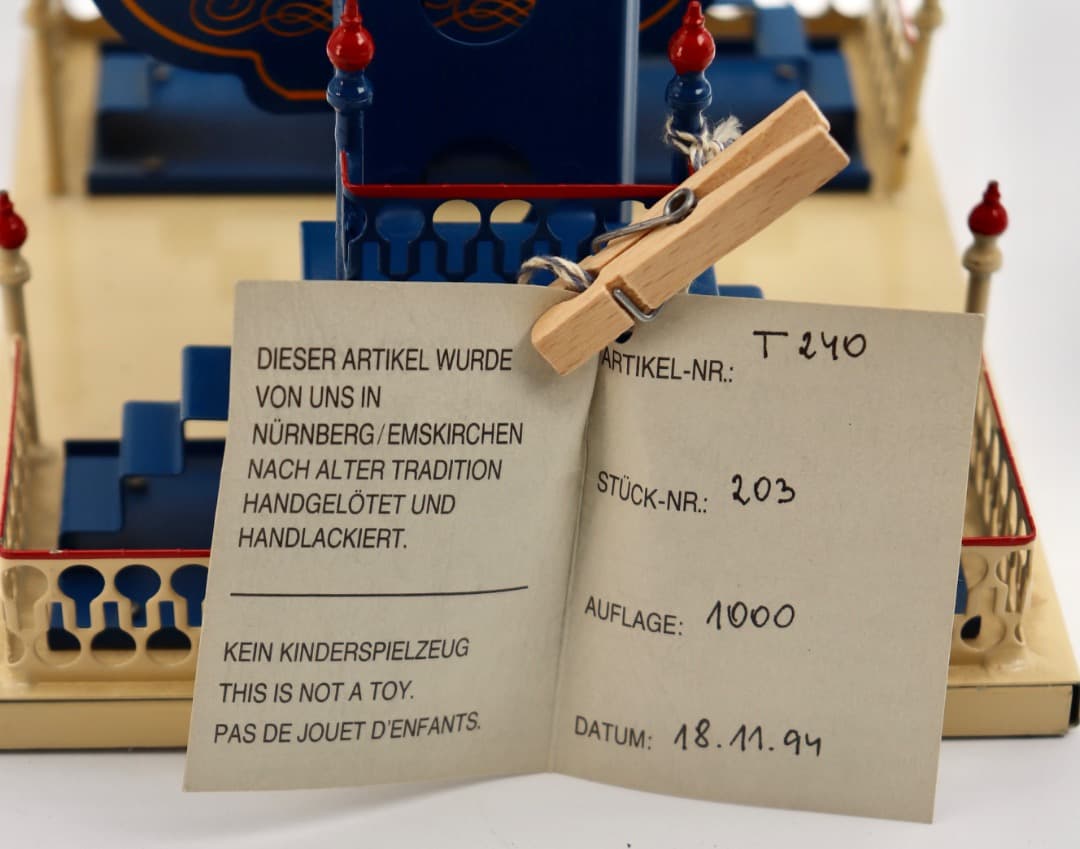 DIESER ARTIKEL WURDE
VON UNS IN
NÜRNBERG/EMSKIRCHEN
NACH ALTER TRADITION
HANDGELÖTET UND
HANDLACKIERT.
KEIN KINDERSPIELZEUG
THIS IS NOT A TOY.
PAS DE JOUET D'ENFANTS.
ARTIKEL-NR.: T 240
STÜCK-NR.: 203
AUFLAGE: 1000
DATUM: 18.11.94